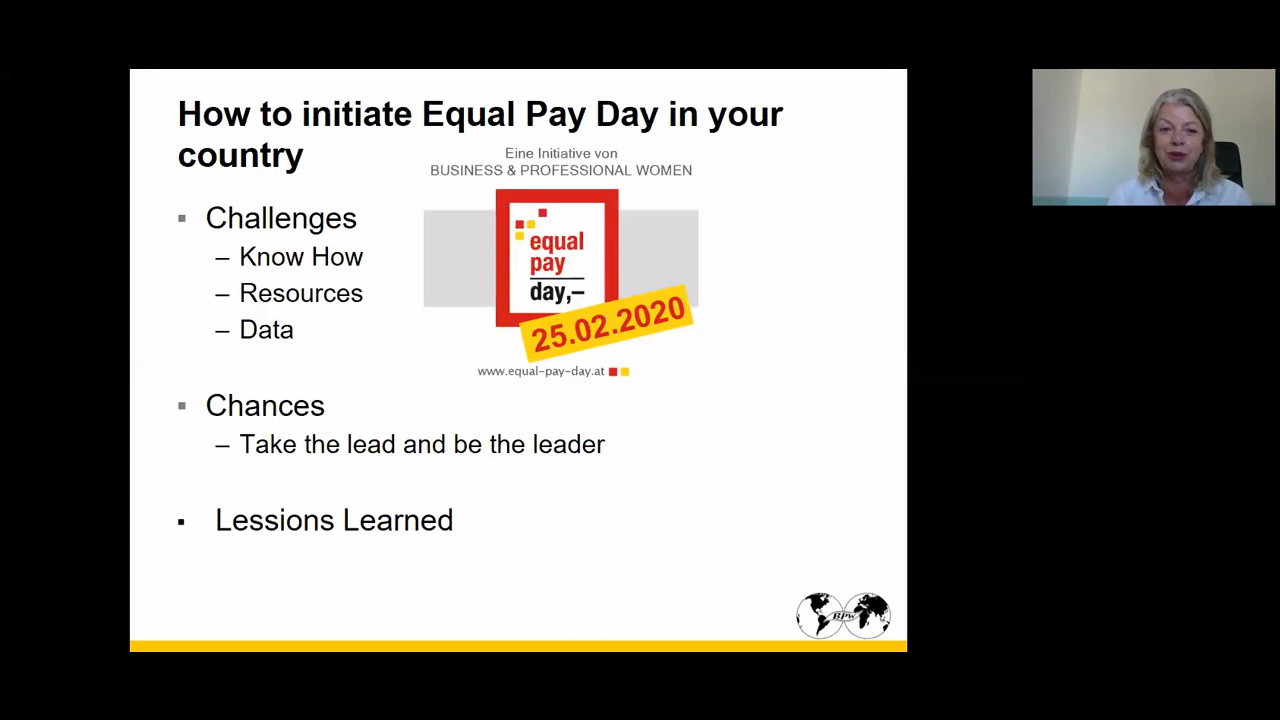 How to initiate Equal Pay Day in your
country
Eine Initiative von
BUSINESS & PROFESSIONAL WOMEN
▪ Challenges
– Know How
– Resources
– Data
equal
pay
day,–
25.02.2020
www.equal-pay-day.at
▪ Chances
– Take the lead and be the leader
▪ Lessions Learned
BPW